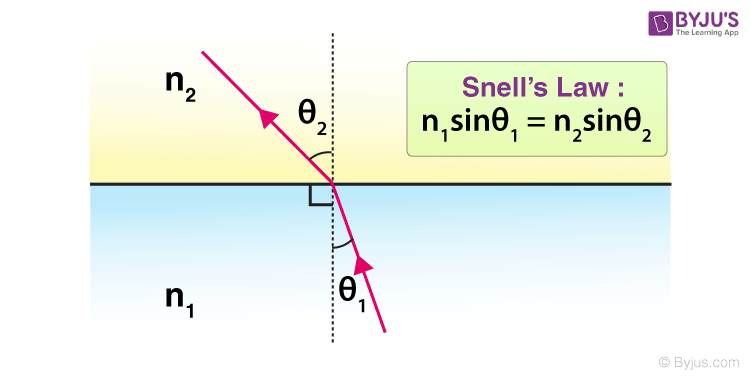 BYJU'S
The Learning App
n₂
θ₂
Snell's Law :
n₁sinθ₁ = n₂sinθ₂
θ₁
n₁
© Byjus.com